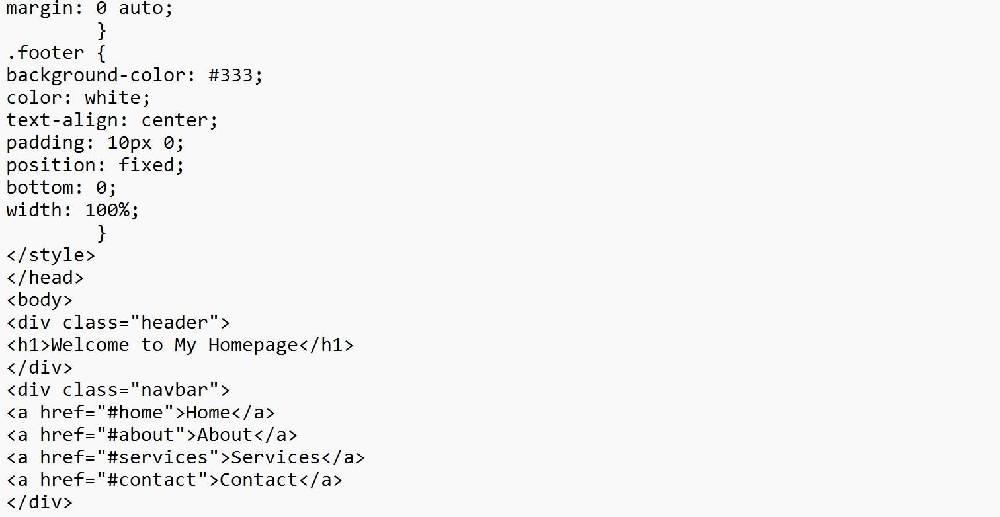 margin: 0 auto;
        }
.footer {
background-color: #333;
color: white;
text-align: center;
padding: 10px 0;
position: fixed;
bottom: 0;
width: 100%;
        }
</style>
</head>
<body>
<div class="header">
<h1>Welcome to My Homepage</h1>
</div>
<div class="navbar">
<a href="#home">Home</a>
<a href="#about">About</a>
<a href="#services">Services</a>
<a href="#contact">Contact</a>
</div>